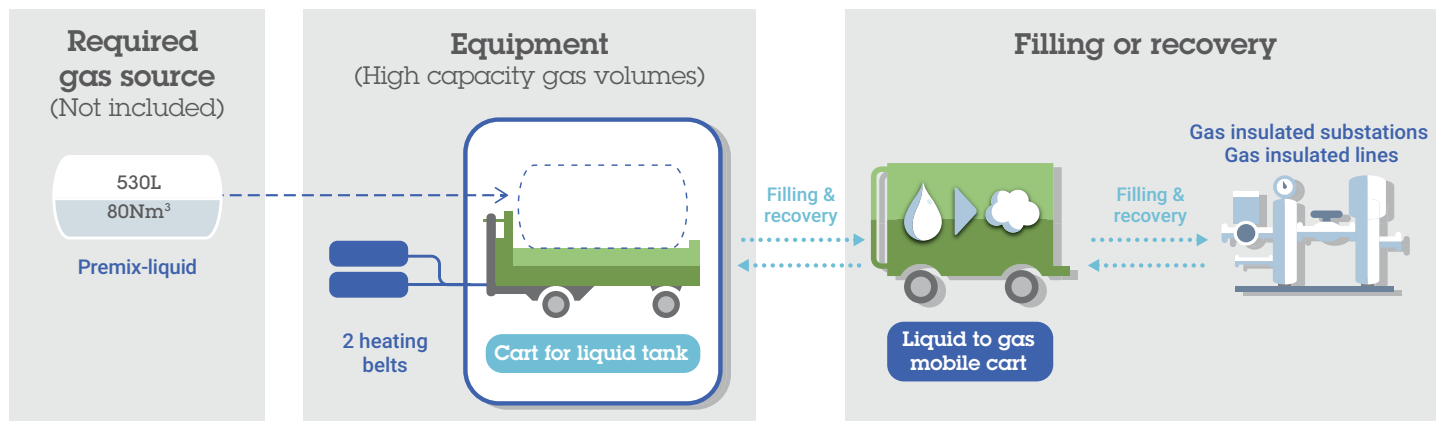 Required
gas source
(Not included)
530L
80Nm³
Premix-liquid
Equipment
(High capacity gas volumes)
2 heating
belts
Cart for liquid tank
Filling &
recovery
Filling or recovery
Liquid to gas
mobile cart
Filling &
recovery
Gas insulated substations
Gas insulated lines